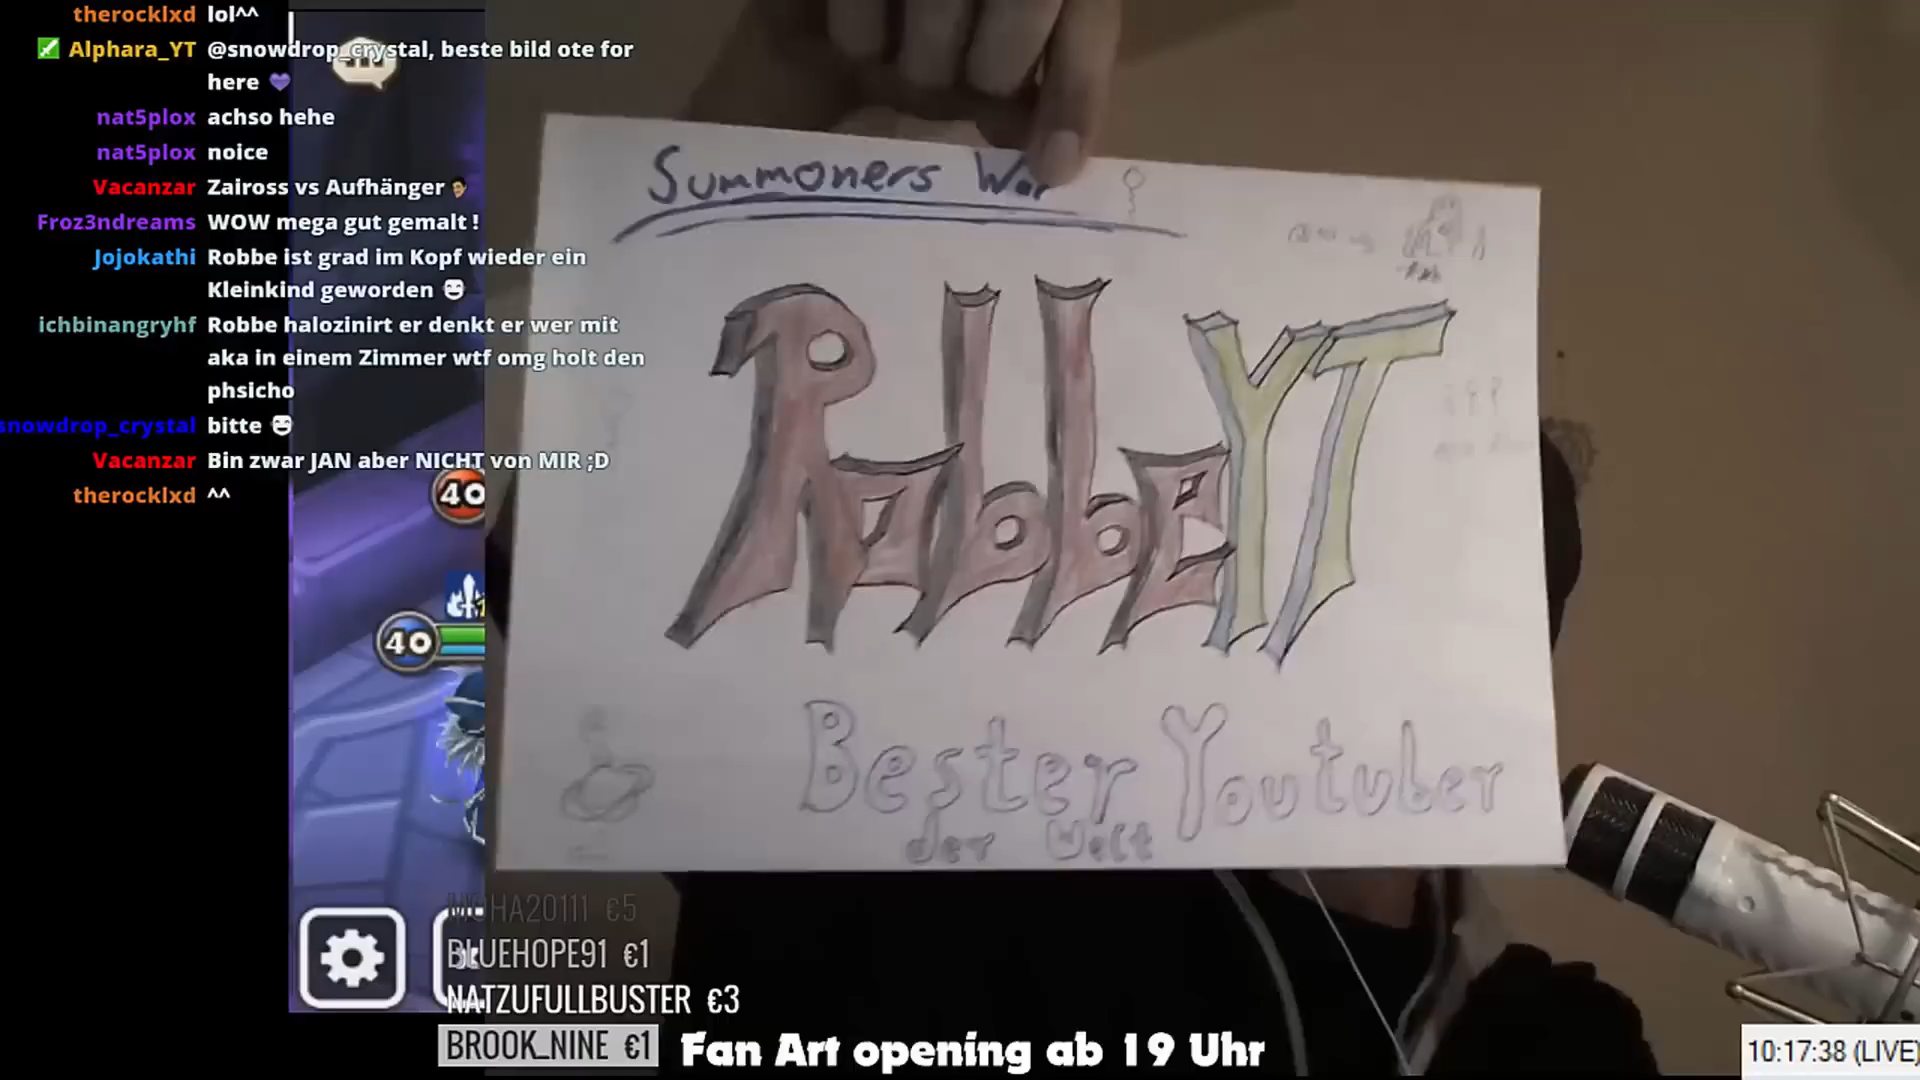 therocklxd lol^^
Alphara_YT @snowdrop_crystal, beste bild ote for
here
nat5plox achso hehe
nat5plox noice
Vacanzar Zaiross vs Aufhänger
Froz3ndreams WOW mega gut gemalt !
Jojokathi Robbe ist grad im Kopf wieder ein
Kleinkind geworden
ichbinangryhf Robbe halozinirt er denkt er wer mit
aka in einem Zimmer wtf omg holt den
phsicho
snowdrop_crystal bitte
Vacanzar Bin zwar JAN aber NICHT von MIR ;D
therocklxd ^^
40
40
Summoners War
RobbeYT
Bester Youtuber
der Welt
MOHA20111 €5
BLUEHOPE91 €1
NATZUFULLBUSTER €3
BROOK_NINE €1
Fan Art opening ab 19 Uhr
10:17:38 (LIVE)